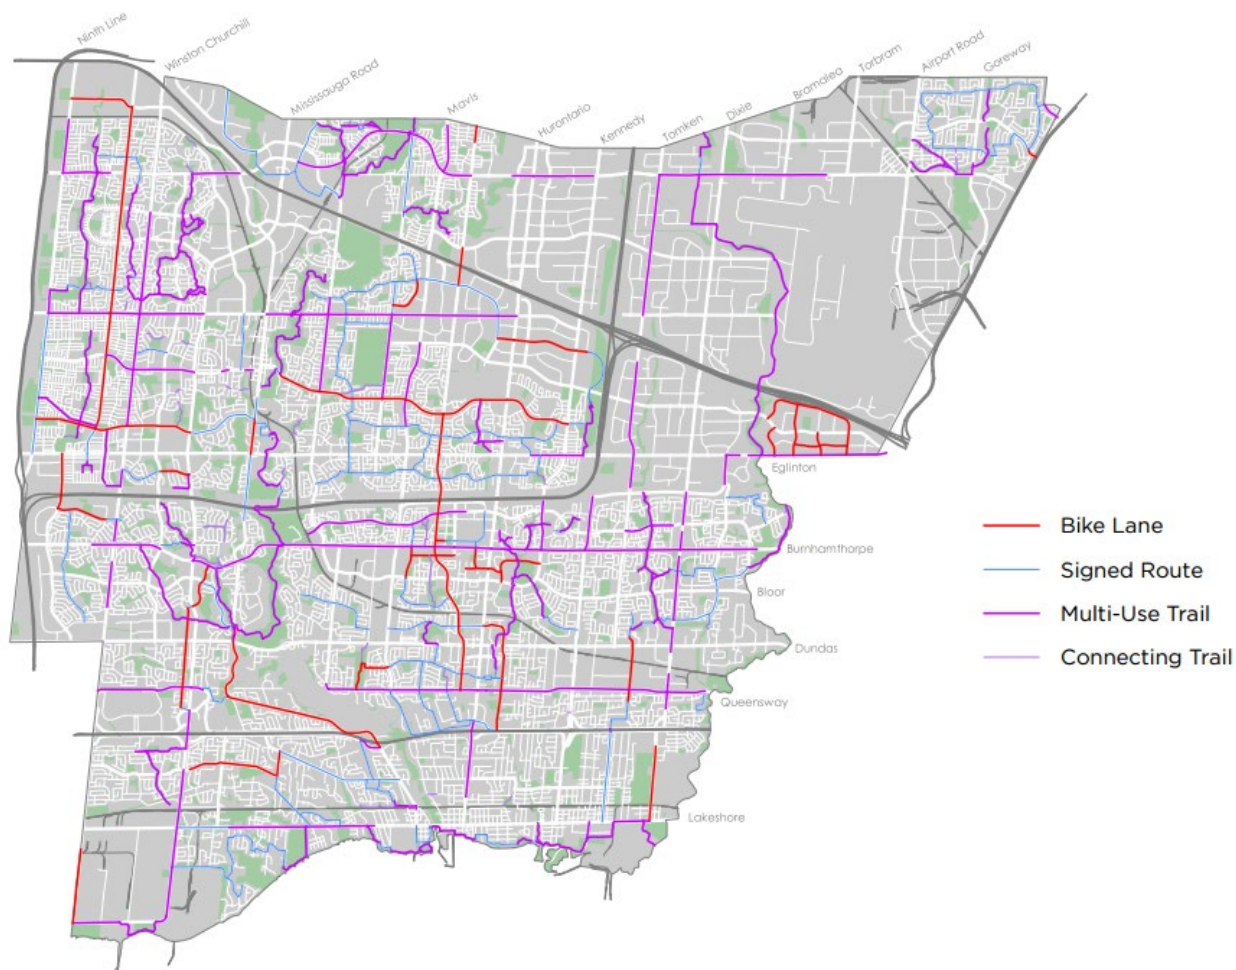 Ninth Line
Winston Churchill
Mississauga Road
Mavis
Hurontario
Kennedy
Tomken
Dixie
Bramalea
Torbram
Airport Road
Goreway
Eglinton
Burnhamthorpe
Bloor
Dundas
Queensway
Lakeshore
Bike Lane
Signed Route
Multi-Use Trail
Connecting Trail